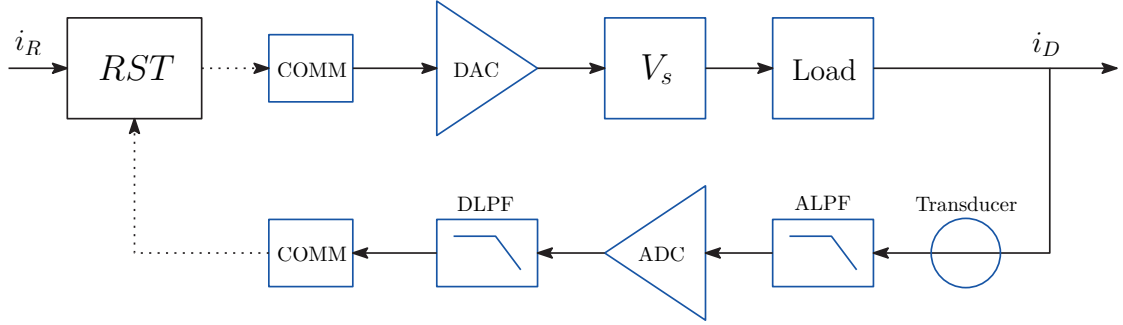 i_R
RST
COMM
DAC
V_s
Load
i_D
COMM
DLPF
ADC
ALPF
Transducer